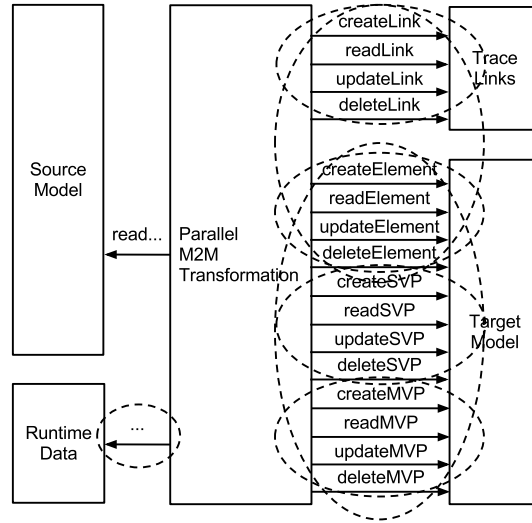 createLink
readLink
updateLink
deleteLink
Trace
Links
Source
Model
read...
Parallel
M2M
Transformation
createElement
readElement
updateElement
deleteElement
createSVP
readSVP
updateSVP
deleteSVP
createMVP
readMVP
updateMVP
deleteMVP
Target
Model
Runtime
Data
...